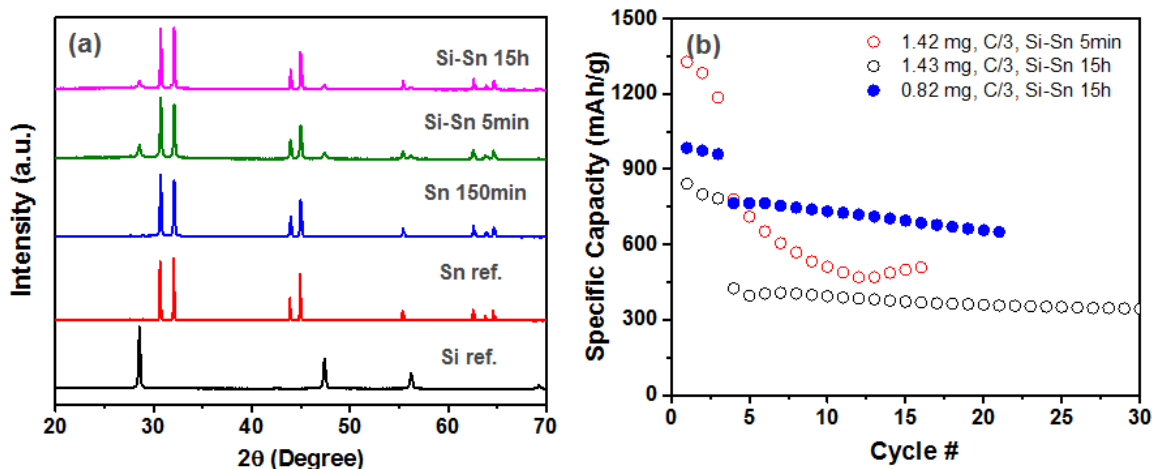 (a)
Si-Sn 15h
Si-Sn 5min
Sn 150min
Sn ref.
Si ref.
Intensity (a.u.)
20 30 40 50 60 70
2θ (Degree)
(b)
1.42 mg, C/3, Si-Sn 5min
1.43 mg, C/3, Si-Sn 15h
0.82 mg, C/3, Si-Sn 15h
Specific Capacity (mAh/g)
1500
1200
900
600
300
0
0 5 10 15 20 25 30
Cycle #